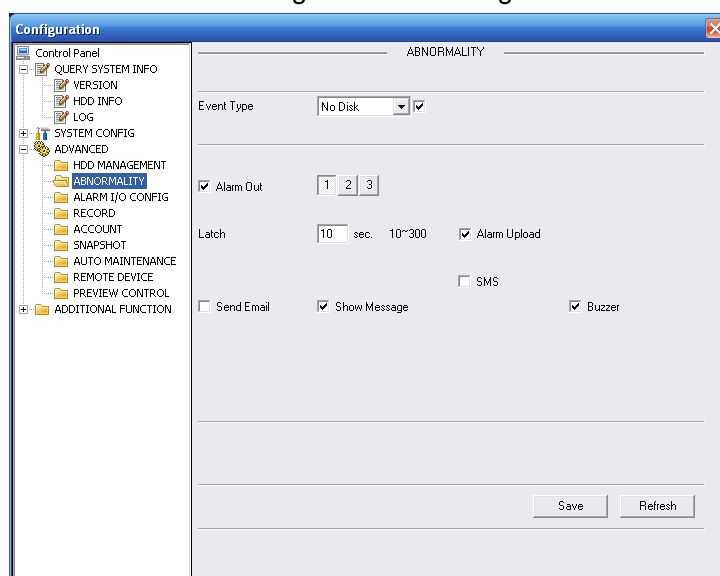 Configuration
Control Panel
QUERY SYSTEM INFO
VERSION
HDD INFO
LOG
SYSTEM CONFIG
ADVANCED
HDD MANAGEMENT
ABNORMALITY
ALARM I/O CONFIG
RECORD
ACCOUNT
SNAPSHOT
AUTO MAINTENANCE
REMOTE DEVICE
PREVIEW CONTROL
ADDITIONAL FUNCTION
ABNORMALITY
Event Type No Disk
Alarm Out 1 2 3
Latch 10 sec. 10~300 Alarm Upload
SMS
Send Email Show Message Buzzer
Save Refresh